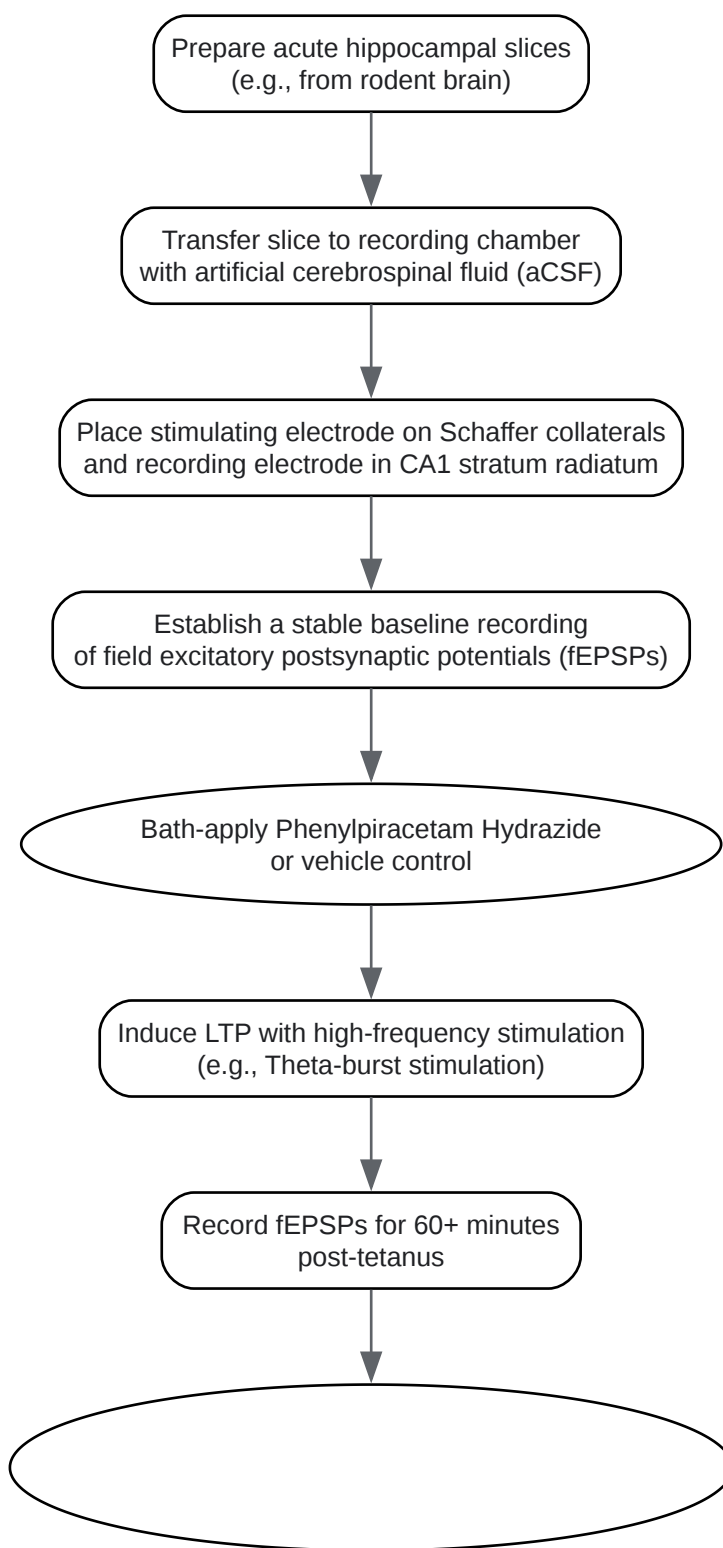 Prepare acute hippocampal slices
(e.g., from rodent brain)
Transfer slice to recording chamber
with artificial cerebrospinal fluid (aCSF)
Place stimulating electrode on Schaffer collaterals
and recording electrode in CA1 stratum radiatum
Establish a stable baseline recording
of field excitatory postsynaptic potentials (fEPSPs)
Bath-apply Phenylpiracetam Hydrazide
or vehicle control
Induce LTP with high-frequency stimulation
(e.g., Theta-burst stimulation)
Record fEPSPs for 60+ minutes
post-tetanus